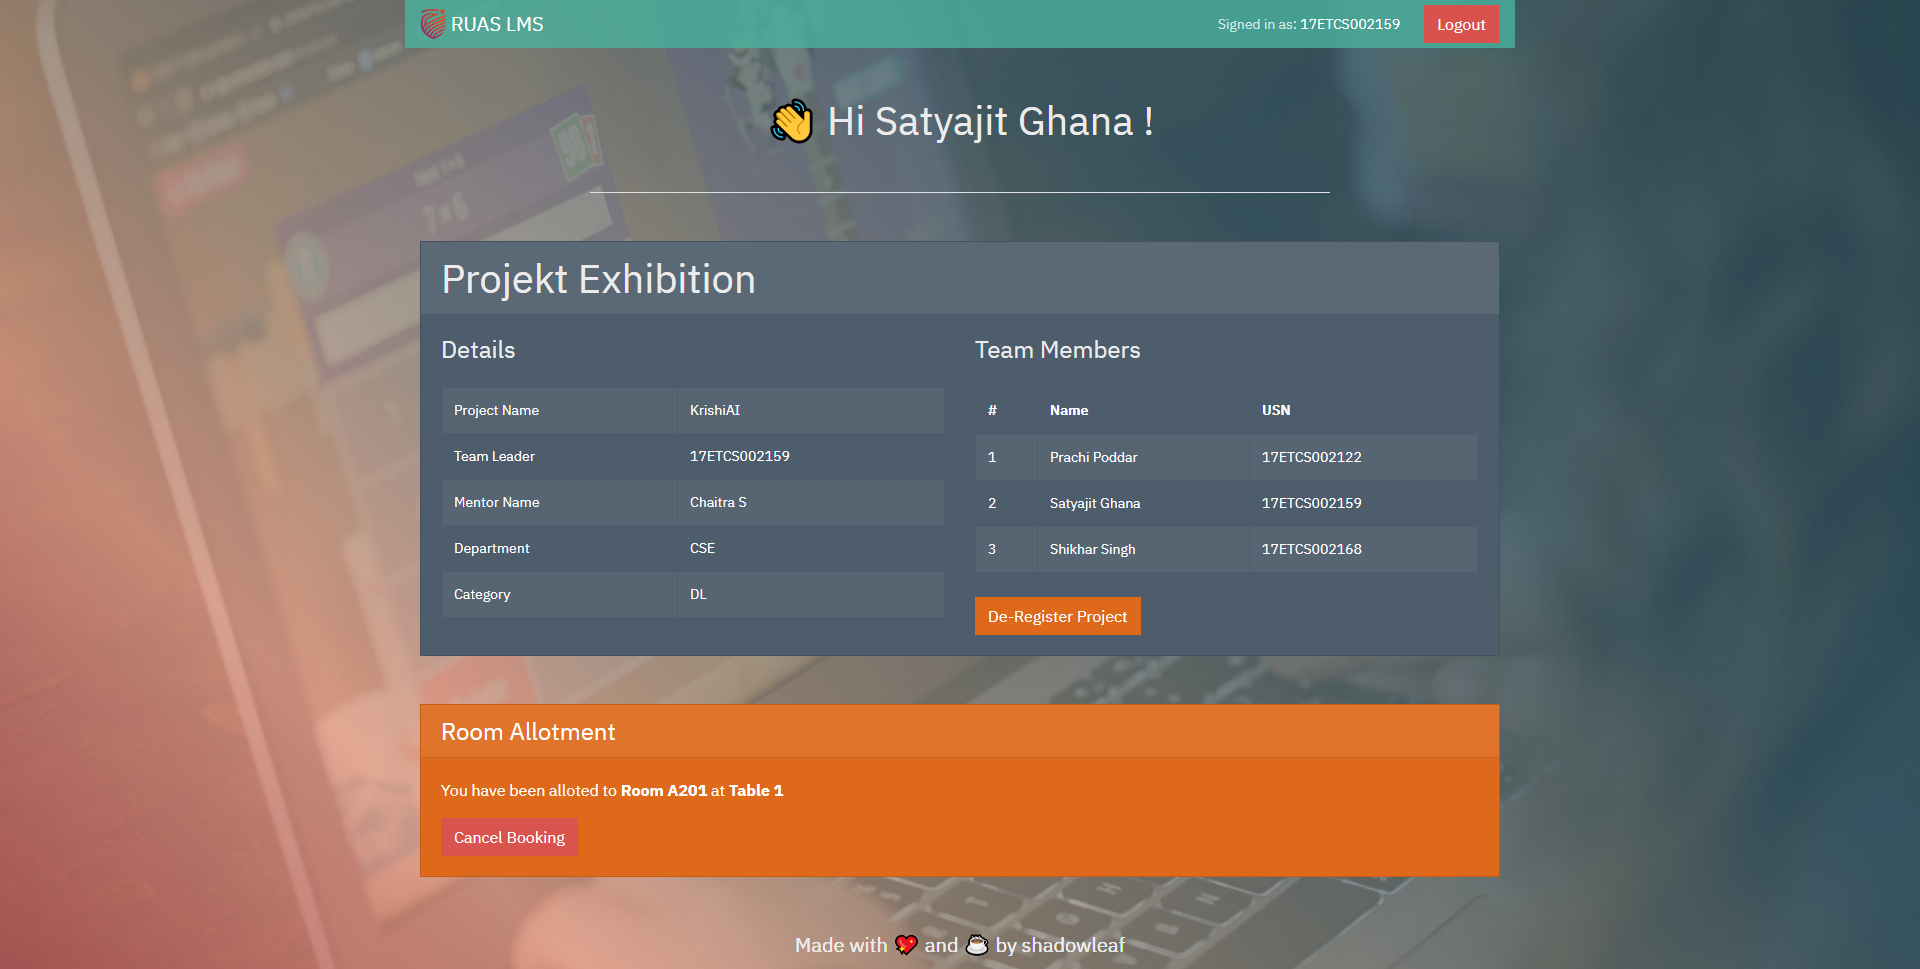 RUAS LMS
Signed in as: 17ETCS002159
Logout
👋 Hi Satyajit Ghana !
Projekt Exhibition
Details
Project Name KrishiAI
Team Leader 17ETCS002159
Mentor Name Chaitra S
Department CSE
Category DL
Team Members
# Name USN
1 Prachi Poddar 17ETCS002122
2 Satyajit Ghana 17ETCS002159
3 Shikhar Singh 17ETCS002168
De-Register Project
Room Allotment
You have been alloted to Room A201 at Table 1
Cancel Booking
Made with 💖 and ☕ by shadowleaf
7×6